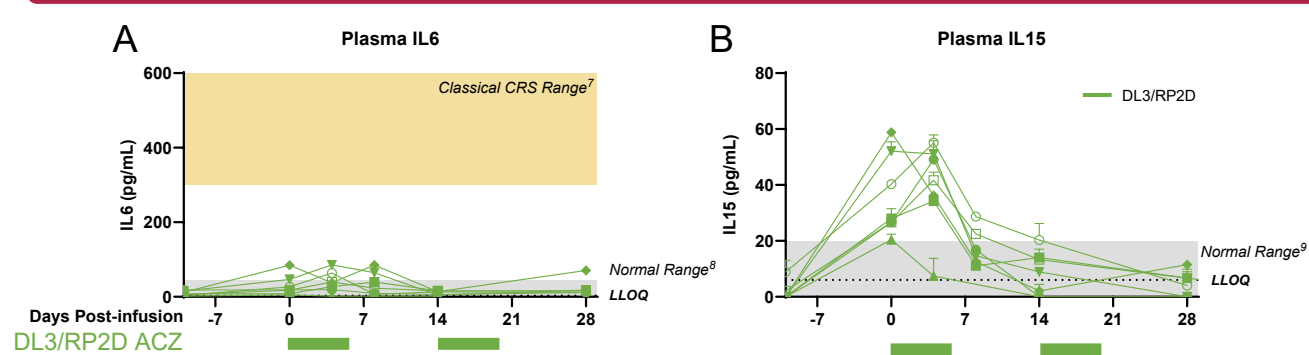 A
Plasma IL6
600
400
200
0
IL6 (pg/mL)
Classical CRS Range7
Normal Range8
LLOQ
Days Post-infusion
-7 0 7 14 21 28
DL3/RP2D ACZ
B
Plasma IL15
80
60
40
20
0
IL15 (pg/mL)
DL3/RP2D
Normal Range9
LLOQ
-7 0 7 14 21 28